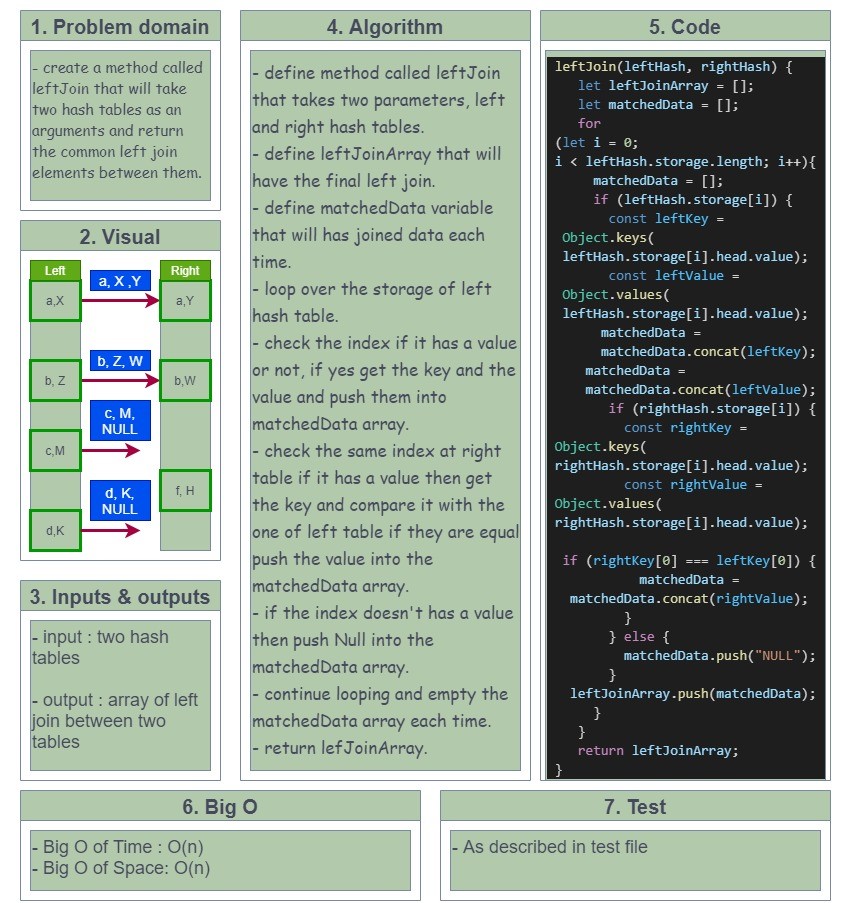 1. Problem domain
- create a method called
leftJoin that will take
two hash tables as an
arguments and return
the common left join
elements between them.
2. Visual
Left
Right
a, X ,Y
a,X
a,Y
b, Z, W
b, Z
b,W
c, M,
NULL
c,M
d, K,
NULL
f, H
d,K
3. Inputs & outputs
- input : two hash
tables
- output : array of left
join between two
tables
4. Algorithm
- define method called leftJoin
that takes two parameters, left
and right hash tables.
- define leftJoinArray that will
have the final left join.
- define matchedData variable
that will has joined data each
time.
- loop over the storage of left
hash table.
- check the index if it has a value
or not, if yes get the key and the
value and push them into
matchedData array.
- check the same index at right
table if it has a value then get
the key and compare it with the
one of left table if they are equal
push the value into the
matchedData array.
- if the index doesn't has a value
then push Null into the
matchedData array.
- continue looping and empty the
matchedData array each time.
- return lefJoinArray.
5. Code
leftJoin(leftHash, rightHash) {
let leftJoinArray = [];
let matchedData = [];
for
(let i = 0;
i < leftHash.storage.length; i++){
matchedData = [];
if (leftHash.storage[i]) {
const leftKey =
Object.keys(
leftHash.storage[i].head.value);
const leftValue =
Object.values(
leftHash.storage[i].head.value);
matchedData =
matchedData.concat(leftKey);
matchedData =
matchedData.concat(leftValue);
if (rightHash.storage[i]) {
const rightKey =
Object.keys(
rightHash.storage[i].head.value);
const rightValue =
Object.values(
rightHash.storage[i].head.value);
if (rightKey[0] === leftKey[0]) {
matchedData =
matchedData.concat(rightValue);
}
} else {
matchedData.push("NULL");
}
leftJoinArray.push(matchedData);
}
}
return leftJoinArray;
}
6. Big O
- Big O of Time : O(n)
- Big O of Space: O(n)
7. Test
- As described in test file